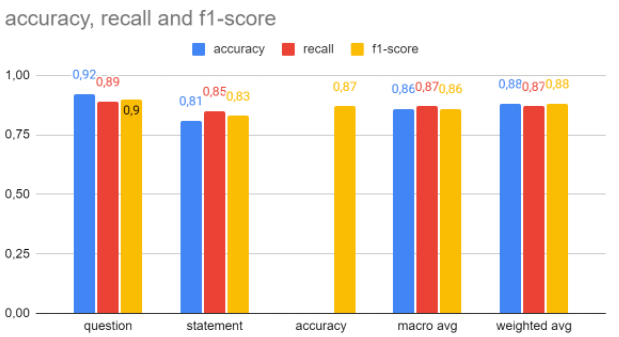 accuracy, recall and f1-score
accuracy recall f1-score
1,00
0,75
0,50
0,25
0,00
0,92 0,89 0,9
0,81 0,85 0,83
0,87
0,86 0,87 0,86
0,88 0,87 0,88
question statement accuracy macro avg weighted avg